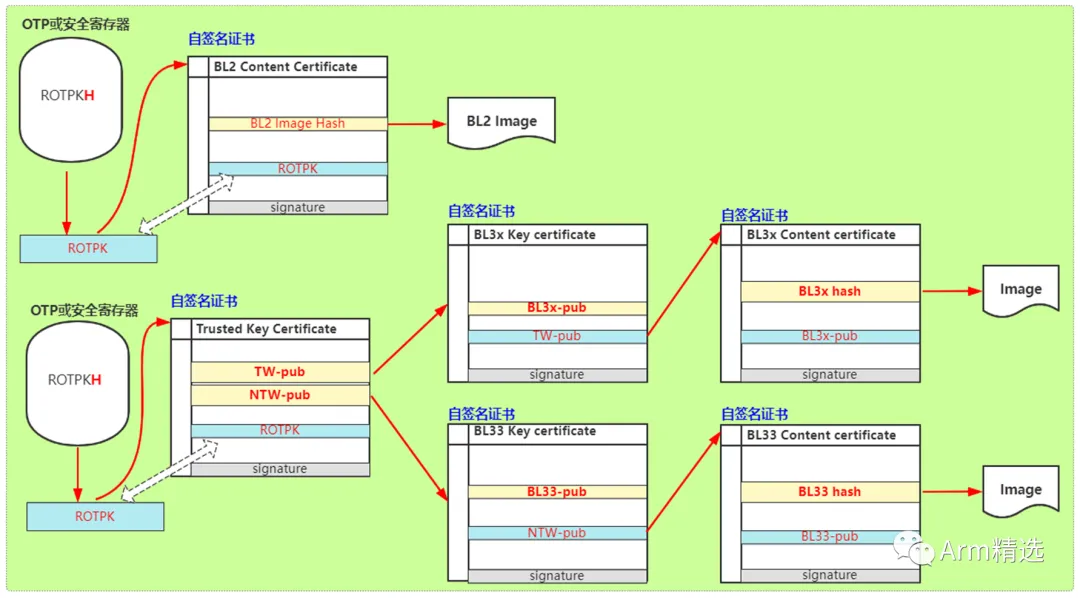 OTP或安全寄存器
ROTPKH
ROTPK
自签名证书
BL2 Content Certificate
BL2 Image Hash
ROTPK
signature
BL2 Image
OTP或安全寄存器
ROTPKH
ROTPK
自签名证书
Trusted Key Certificate
TW-pub
NTW-pub
ROTPK
signature
自签名证书
BL3x Key certificate
BL3x-pub
TW-pub
signature
自签名证书
BL3x Content certificate
BL3x hash
BL3x-pub
signature
Image
自签名证书
BL33 Key certificate
BL33-pub
NTW-pub
signature
自签名证书
BL33 Content certificate
BL33 hash
BL33-pub
signature
Image
Arm精选